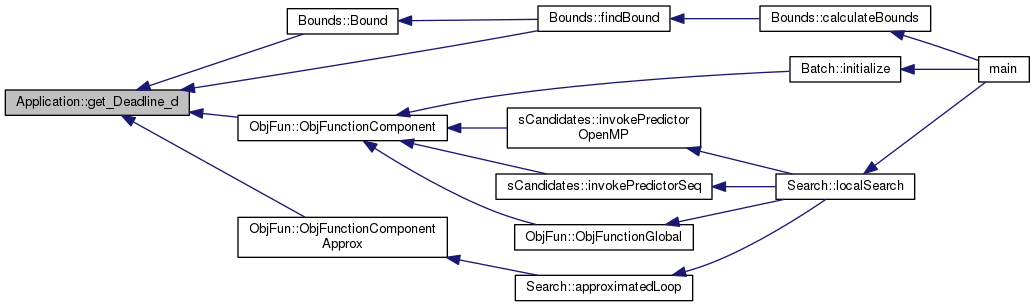 Bounds::Bound
Bounds::findBound
Bounds::calculateBounds
Batch::initialize
main
Application::get_Deadline_d
ObjFun::ObjFunctionComponent
sCandidates::invokePredictor
OpenMP
sCandidates::invokePredictorSeq
Search::localSearch
ObjFun::ObjFunctionGlobal
ObjFun::ObjFunctionComponent
Approx
Search::approximatedLoop